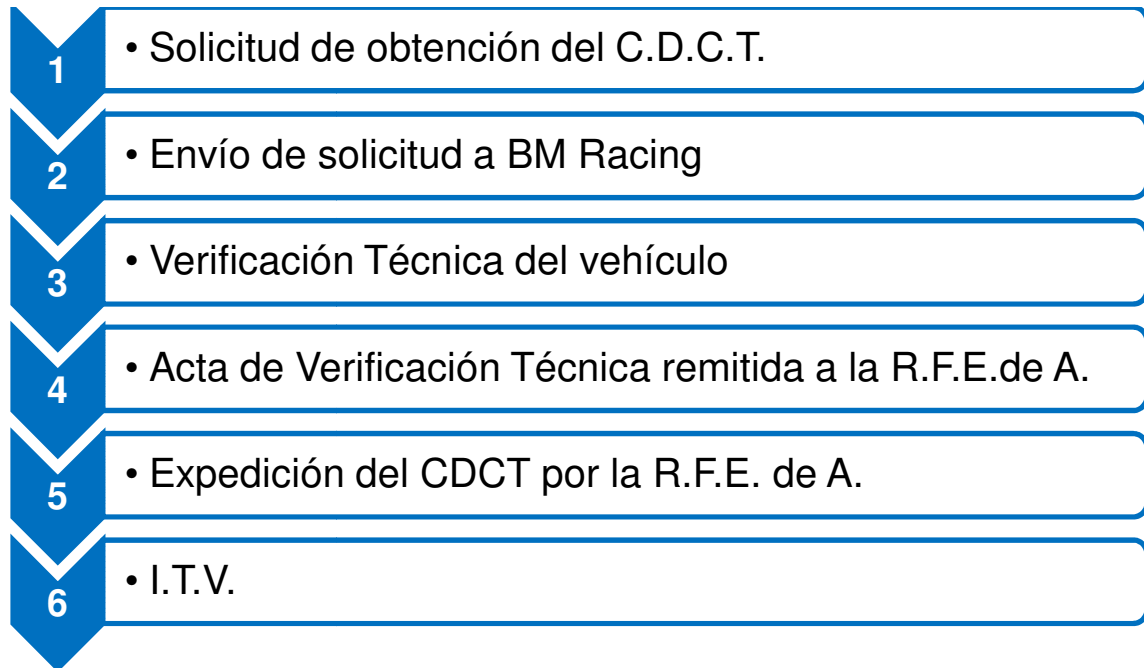 1
• Solicitud de obtención del C.D.C.T.
2
• Envío de solicitud a BM Racing
3
• Verificación Técnica del vehículo
4
• Acta de Verificación Técnica remitida a la R.F.E.de A.
5
• Expedición del CDCT por la R.F.E. de A.
6
• I.T.V.